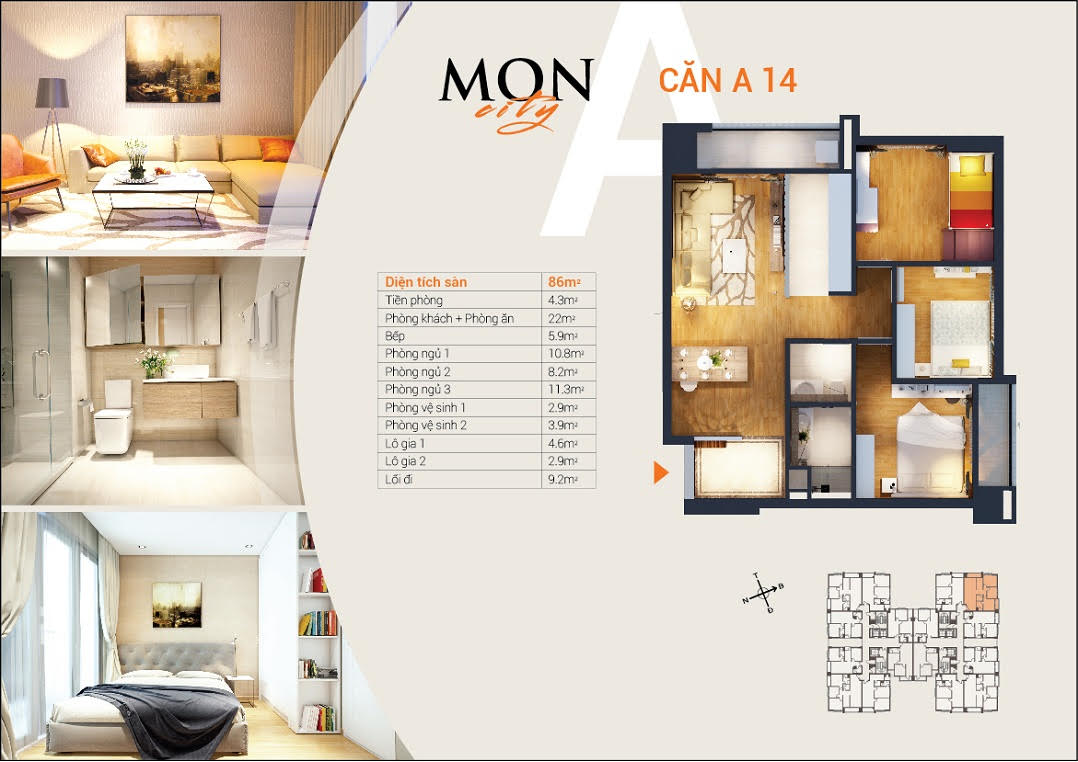 MON
city
CĂN A 14
A
Diện tích sàn 86m²
Tiền phòng 4.3m²
Phòng khách + Phòng ăn 22m²
Bếp 5.9m²
Phòng ngủ 1 10.8m²
Phòng ngủ 2 8.2m²
Phòng ngủ 3 11.3m²
Phòng vệ sinh 1 2.9m²
Phòng vệ sinh 2 3.9m²
Lô gia 1 4.6m²
Lô gia 2 2.9m²
Lối đi 9.2m²
T
B
N
Đ